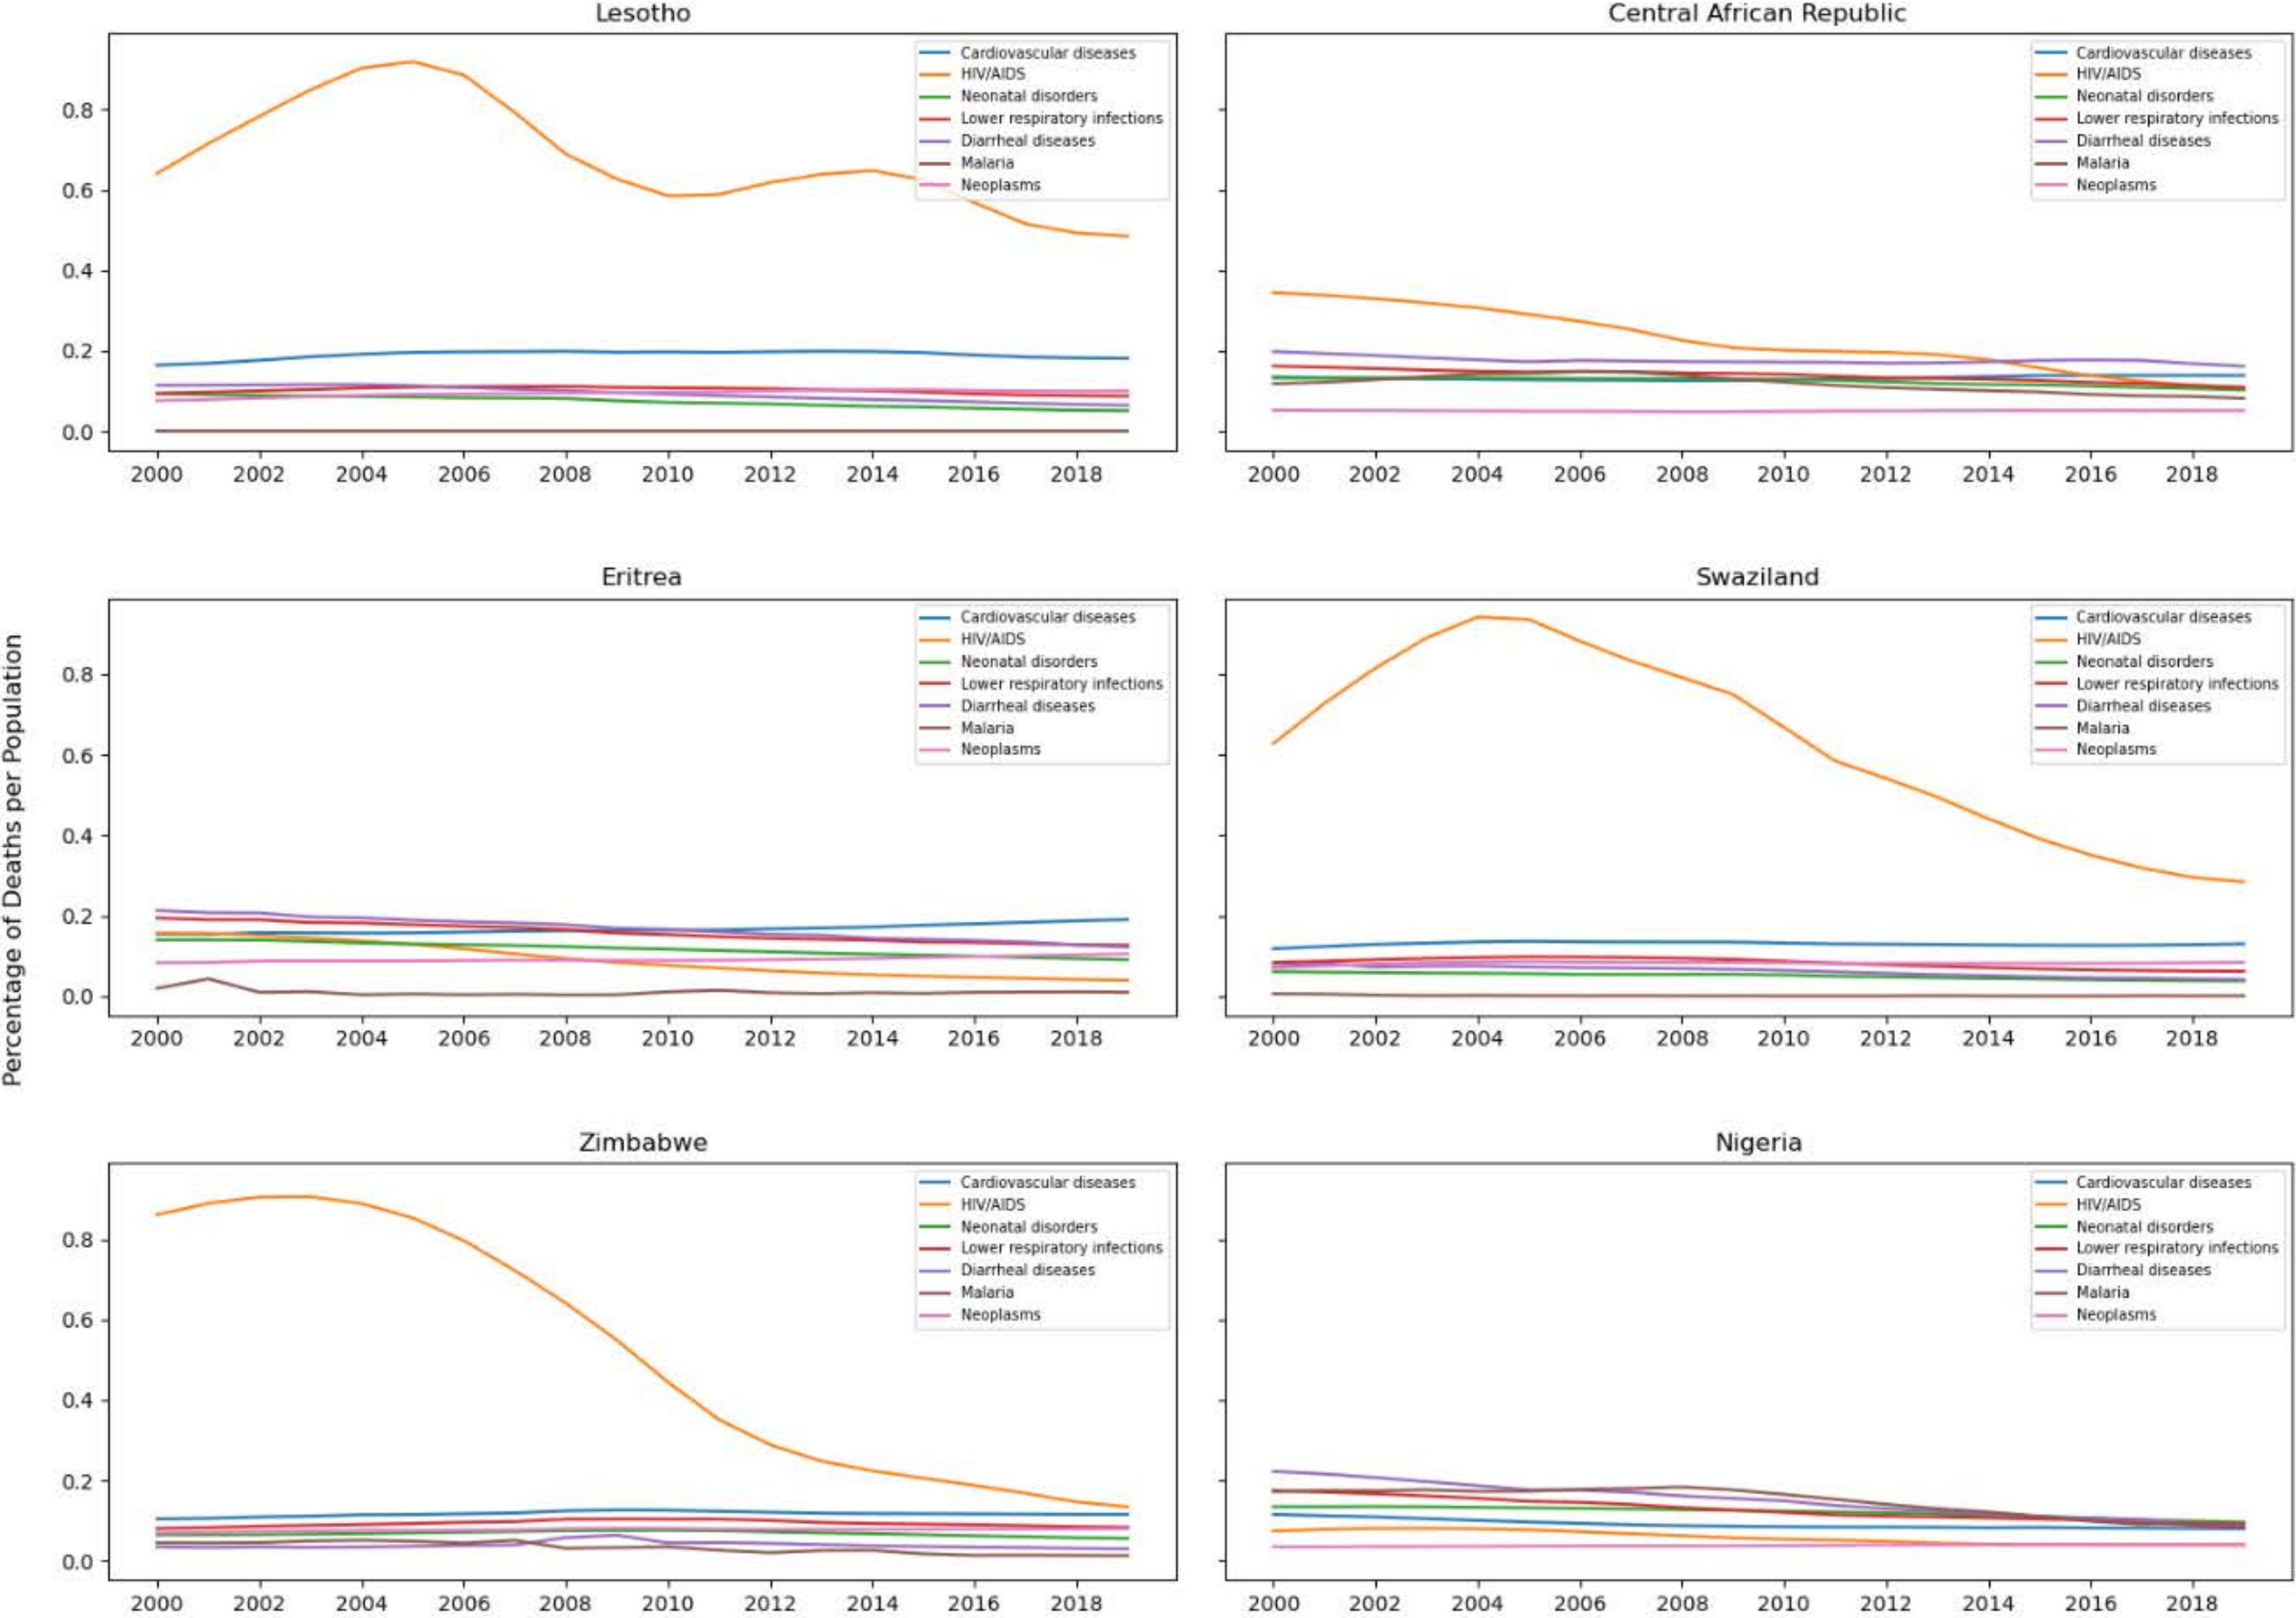 Lesotho
Cardiovascular diseases
HIV/AIDS
Neonatal disorders
Lower respiratory infections
Diarrheal diseases
Malaria
Neoplasms
0.8
0.6
0.4
0.2
0.0
2000 2002 2004 2006 2008 2010 2012 2014 2016 2018
Central African Republic
Cardiovascular diseases
HIV/AIDS
Neonatal disorders
Lower respiratory infections
Diarrheal diseases
Malaria
Neoplasms
2000 2002 2004 2006 2008 2010 2012 2014 2016 2018
Percentage of Deaths per Population
Eritrea
Cardiovascular diseases
HIV/AIDS
Neonatal disorders
Lower respiratory infections
Diarrheal diseases
Malaria
Neoplasms
0.8
0.6
0.4
0.2
0.0
2000 2002 2004 2006 2008 2010 2012 2014 2016 2018
Swaziland
Cardiovascular diseases
HIV/AIDS
Neonatal disorders
Lower respiratory infections
Diarrheal diseases
Malaria
Neoplasms
2000 2002 2004 2006 2008 2010 2012 2014 2016 2018
Zimbabwe
Cardiovascular diseases
HIV/AIDS
Neonatal disorders
Lower respiratory infections
Diarrheal diseases
Malaria
Neoplasms
0.8
0.6
0.4
0.2
0.0
2000 2002 2004 2006 2008 2010 2012 2014 2016 2018
Nigeria
Cardiovascular diseases
HIV/AIDS
Neonatal disorders
Lower respiratory infections
Diarrheal diseases
Malaria
Neoplasms
2000 2002 2004 2006 2008 2010 2012 2014 2016 2018